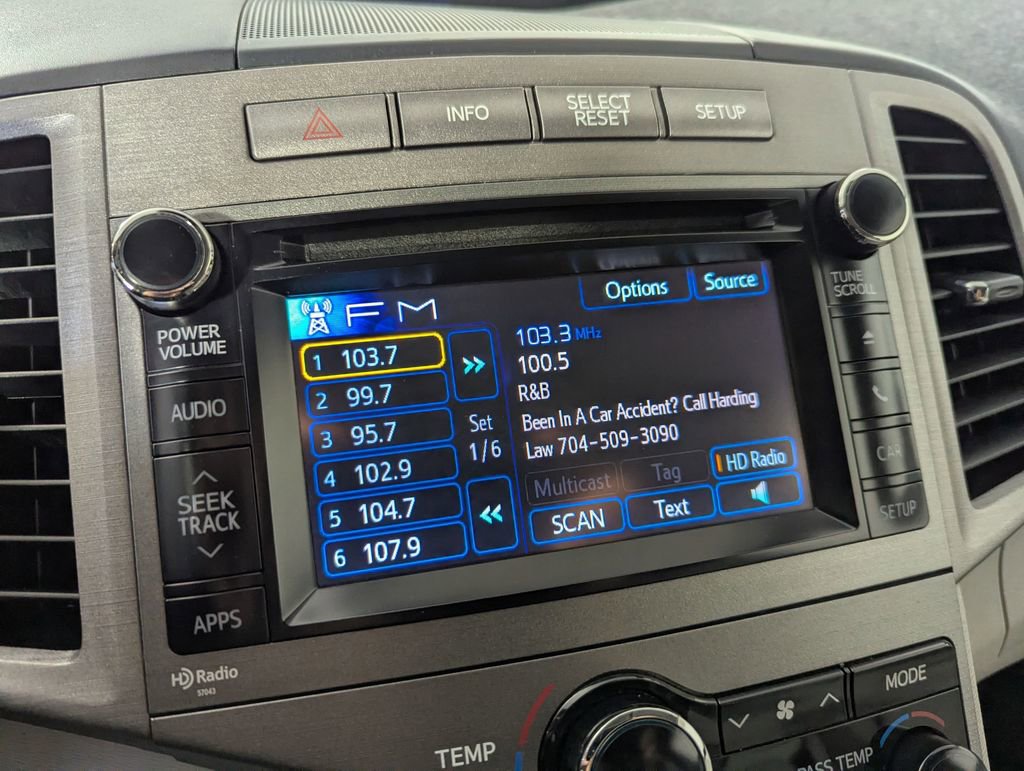 INFO
SELECT
RESET
SETUP
POWER
VOLUME
AUDIO
SEEK
TRACK
APPS
HD Radio
57043
FM
Options
Source
1 103.7
2 99.7
3 95.7
4 102.9
5 104.7
6 107.9
Set
1/6
103.3 MHz
100.5
R&B
Been In A Car Accident? Call Harding
Law 704-509-3090
Multicast
Tag
HD Radio
SCAN
Text
TUNE
SCROLL
CAR
SETUP
TEMP
MODE
PASS TEMP